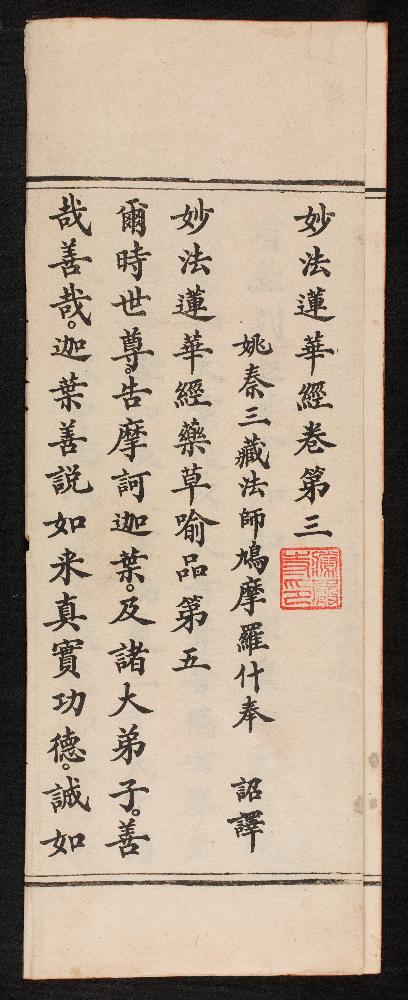 妙法蓮華經卷第三
姚秦三藏法師鳩摩羅什奉　詔譯
妙法蓮華經藥草喻品第五
爾時世尊。告摩訶迦葉。及諸大弟子。善
哉善哉。迦葉善説如来真實功德。誠如